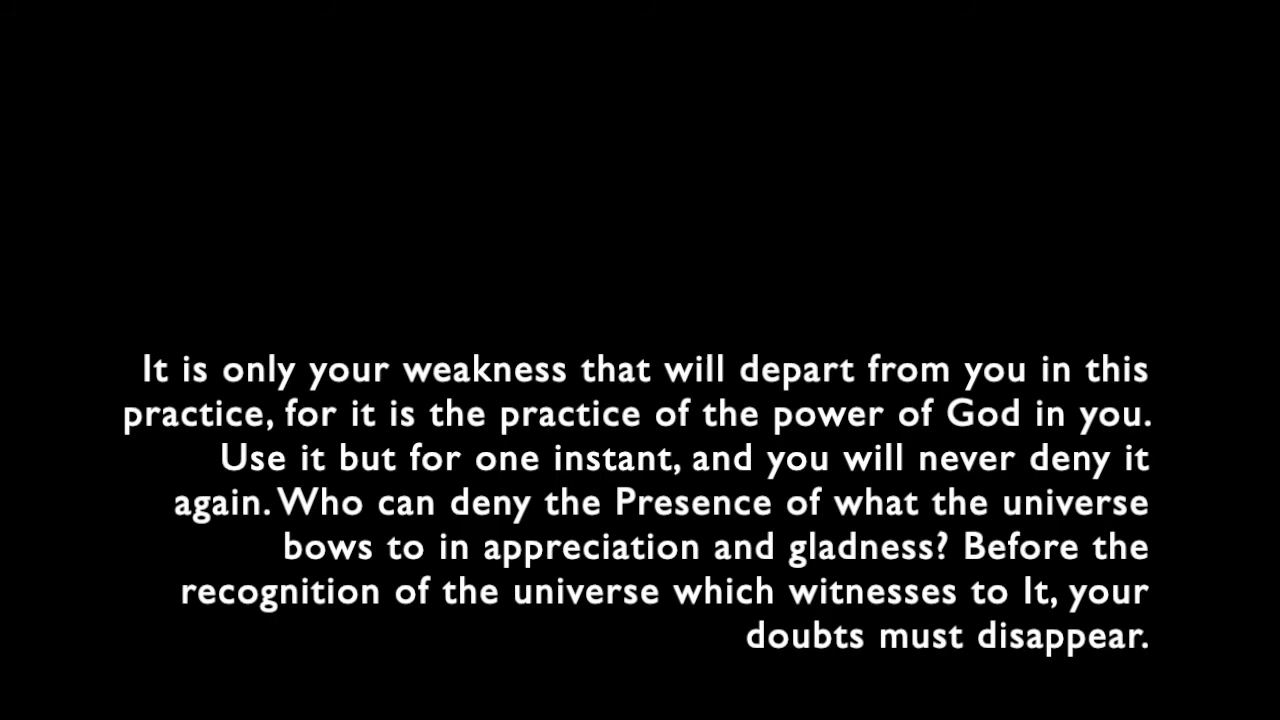 It is only your weakness that will depart from you in this
practice, for it is the practice of the power of God in you.
Use it but for one instant, and you will never deny it
again. Who can deny the Presence of what the universe
bows to in appreciation and gladness? Before the
recognition of the universe which witnesses to It, your
doubts must disappear.